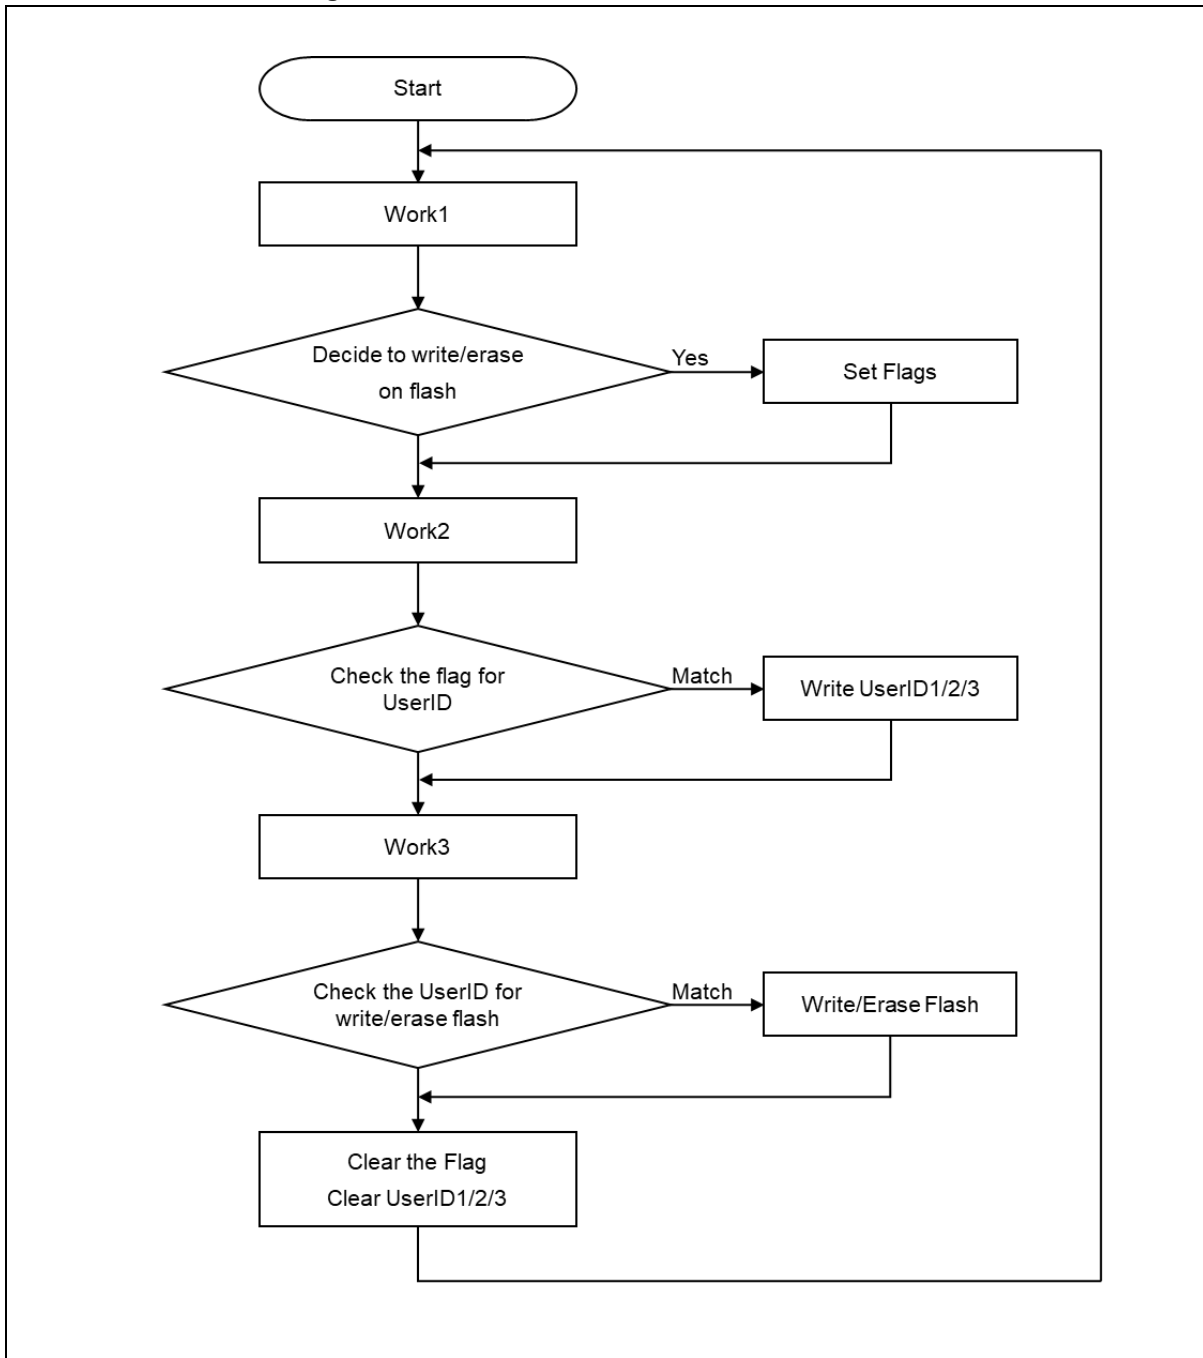 Start
Work1
Decide to write/erase
on flash
Yes
Set Flags
Work2
Check the flag for
UserID
Match
Write UserID1/2/3
Work3
Check the UserID for
write/erase flash
Match
Write/Erase Flash
Clear the Flag
Clear UserID1/2/3